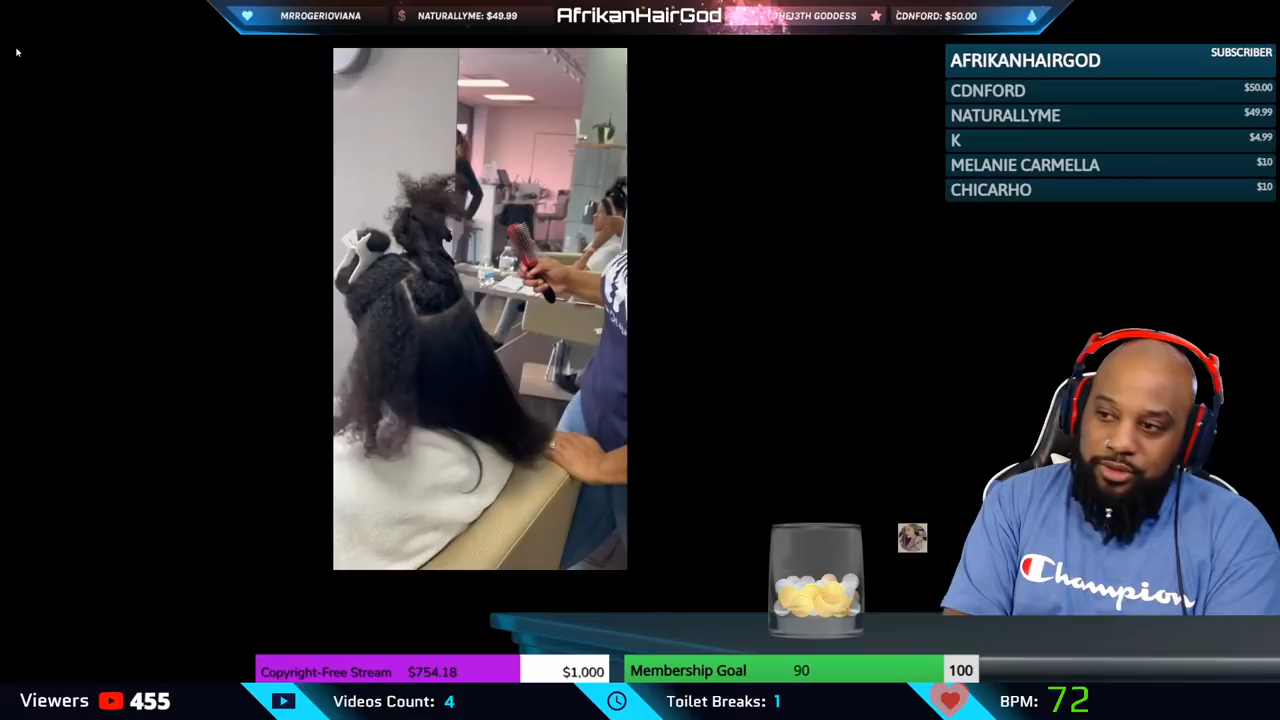 MRROGERIOVIANA
$ NATURALLYME: $49.99
AfrikanHairGod
THEJ3TH GODDESS
CDNFORD: $50.00
AFRIKANHAIRGOD SUBSCRIBER
CDNFORD $50.00
NATURALLYME $49.99
K $4.99
MELANIE CARMELLA $10
CHICARHO $10
Champion
Copyright-Free Stream $754.18 $1,000
Membership Goal 90 100
Viewers 455
Videos Count: 4
Toilet Breaks: 1
BPM: 72